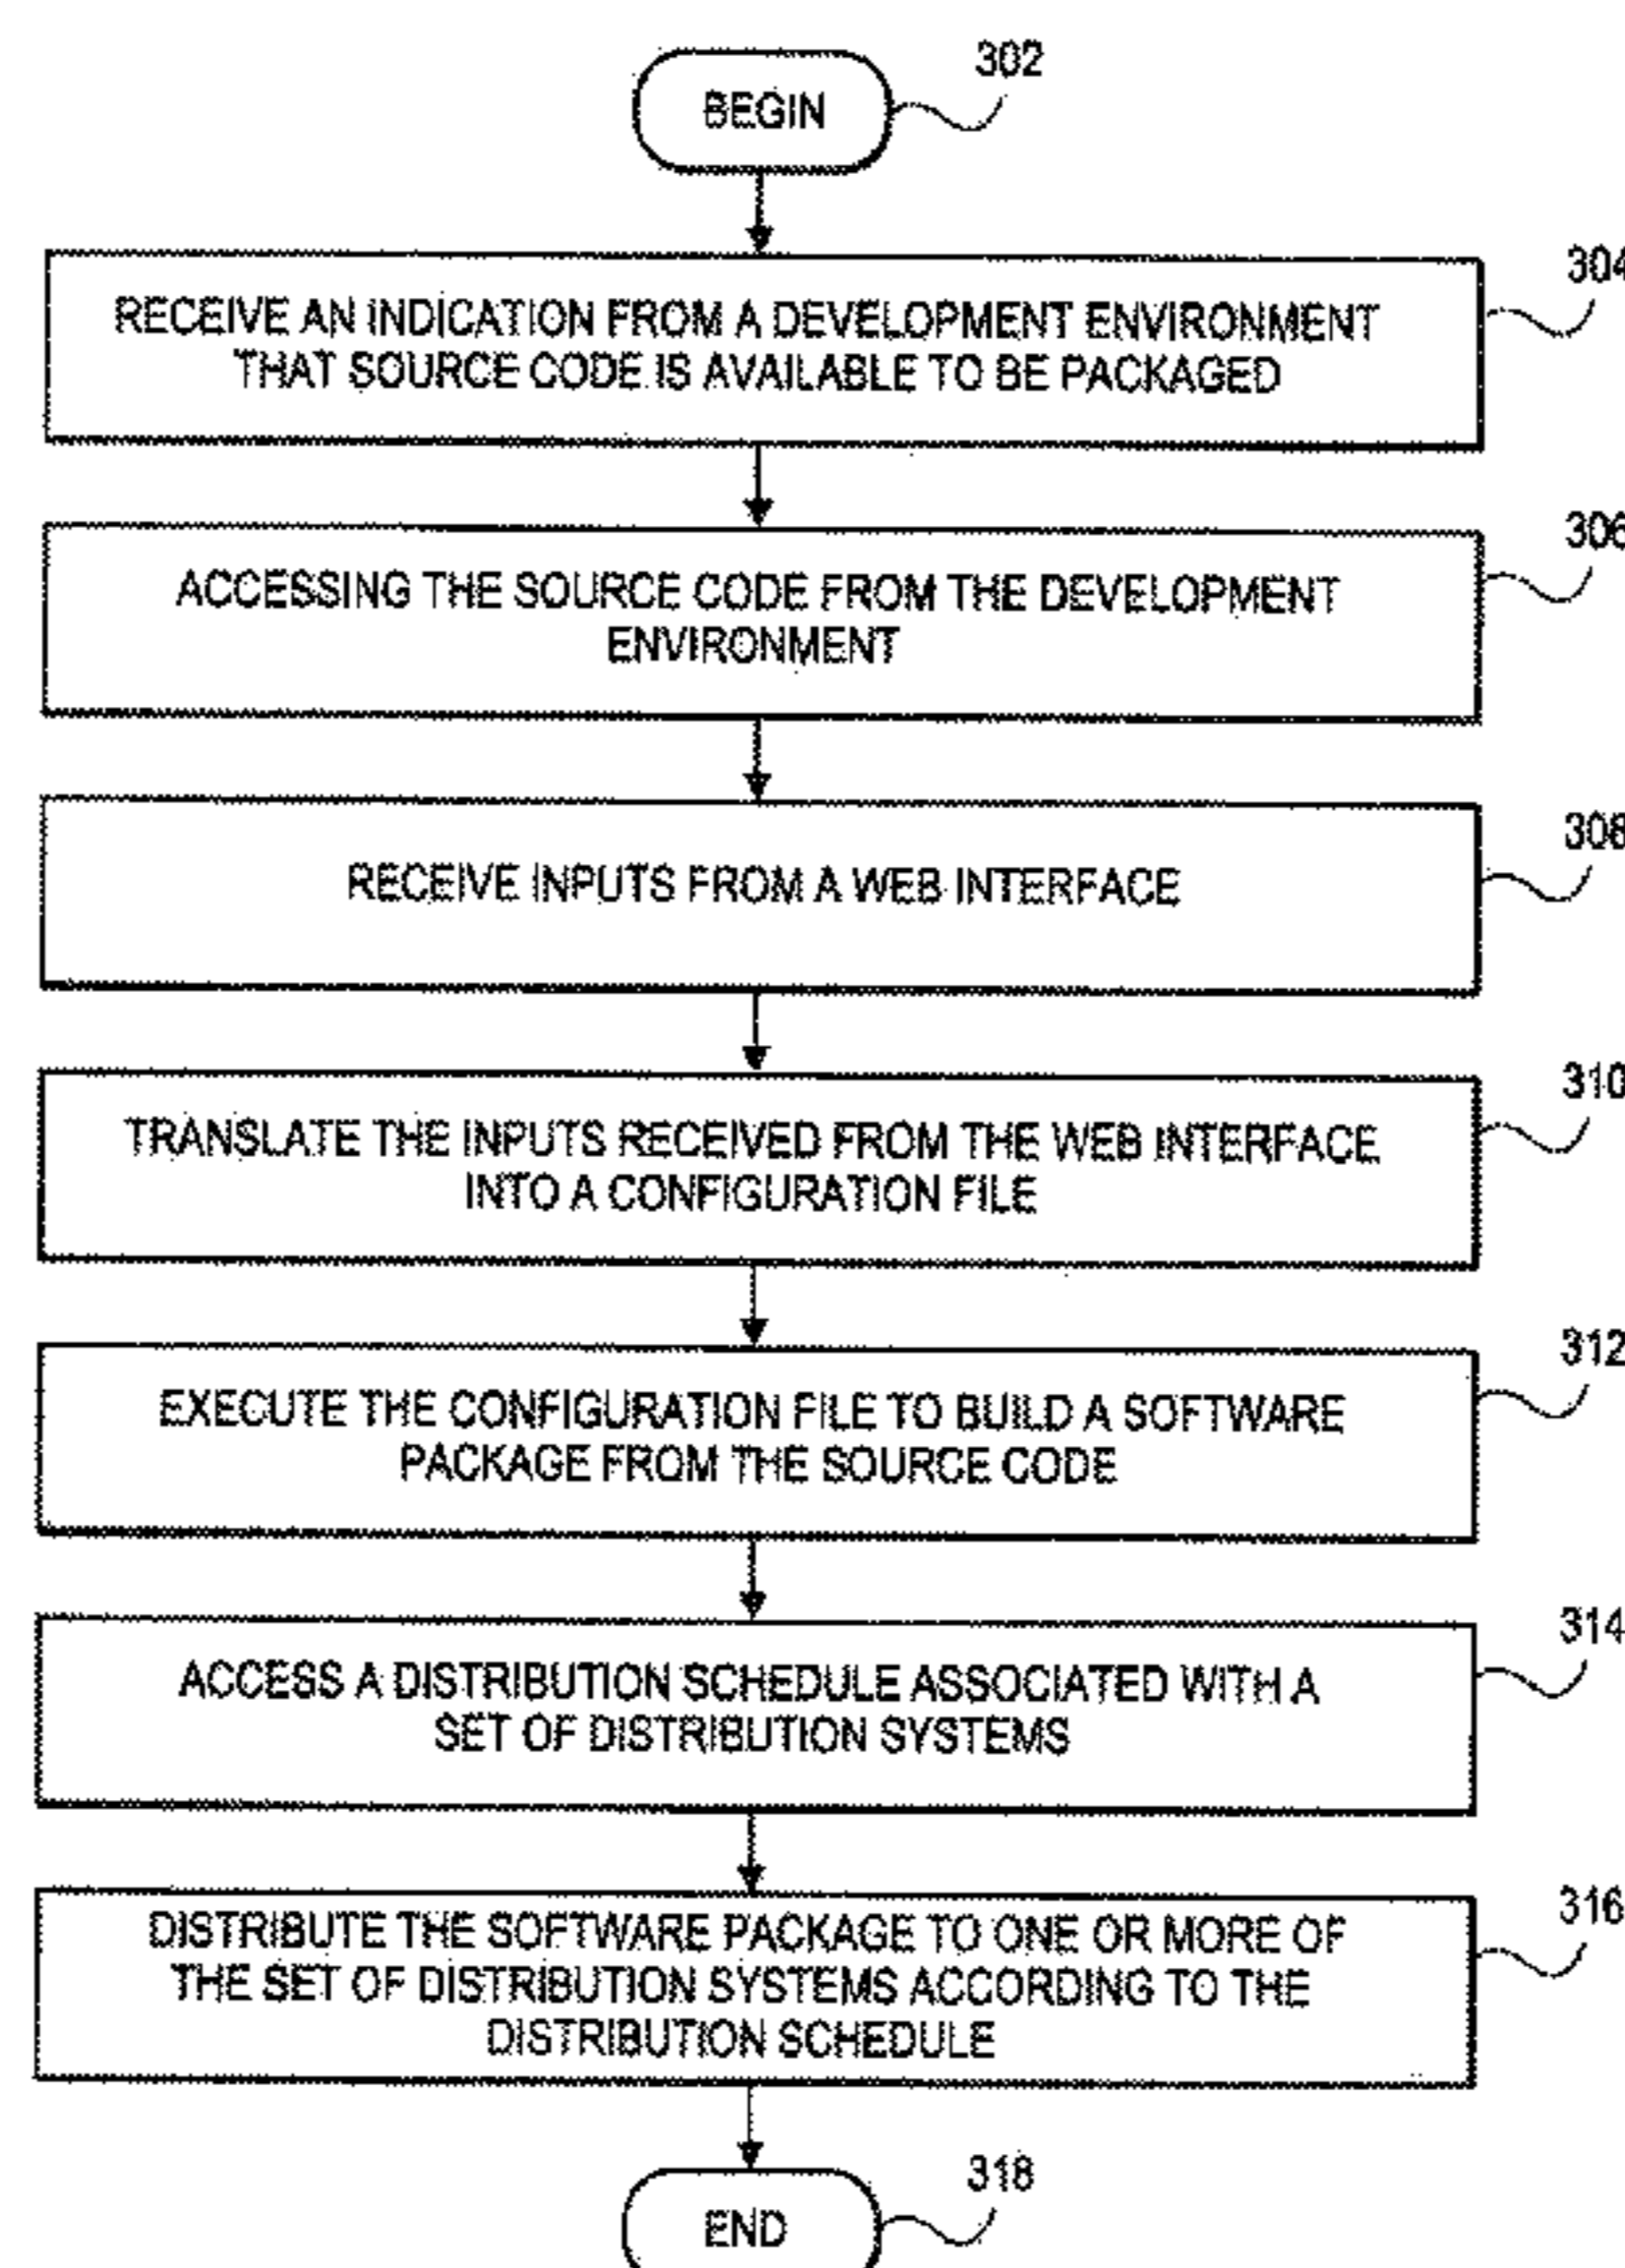 302
BEGIN
304
RECEIVE AN INDICATION FROM A DEVELOPMENT ENVIRONMENT
THAT SOURCE CODE IS AVAILABLE TO BE PACKAGED
306
ACCESSING THE SOURCE CODE FROM THE DEVELOPMENT
ENVIRONMENT
308
RECEIVE INPUTS FROM A WEB INTERFACE
310
TRANSLATE THE INPUTS RECEIVED FROM THE WEB INTERFACE
INTO A CONFIGURATION FILE
312
EXECUTE THE CONFIGURATION FILE TO BUILD A SOFTWARE
PACKAGE FROM THE SOURCE CODE
314
ACCESS A DISTRIBUTION SCHEDULE ASSOCIATED WITH A
SET OF DISTRIBUTION SYSTEMS
316
DISTRIBUTE THE SOFTWARE PACKAGE TO ONE OR MORE OF
THE SET OF DISTRIBUTION SYSTEMS ACCORDING TO THE
DISTRIBUTION SCHEDULE
318
END